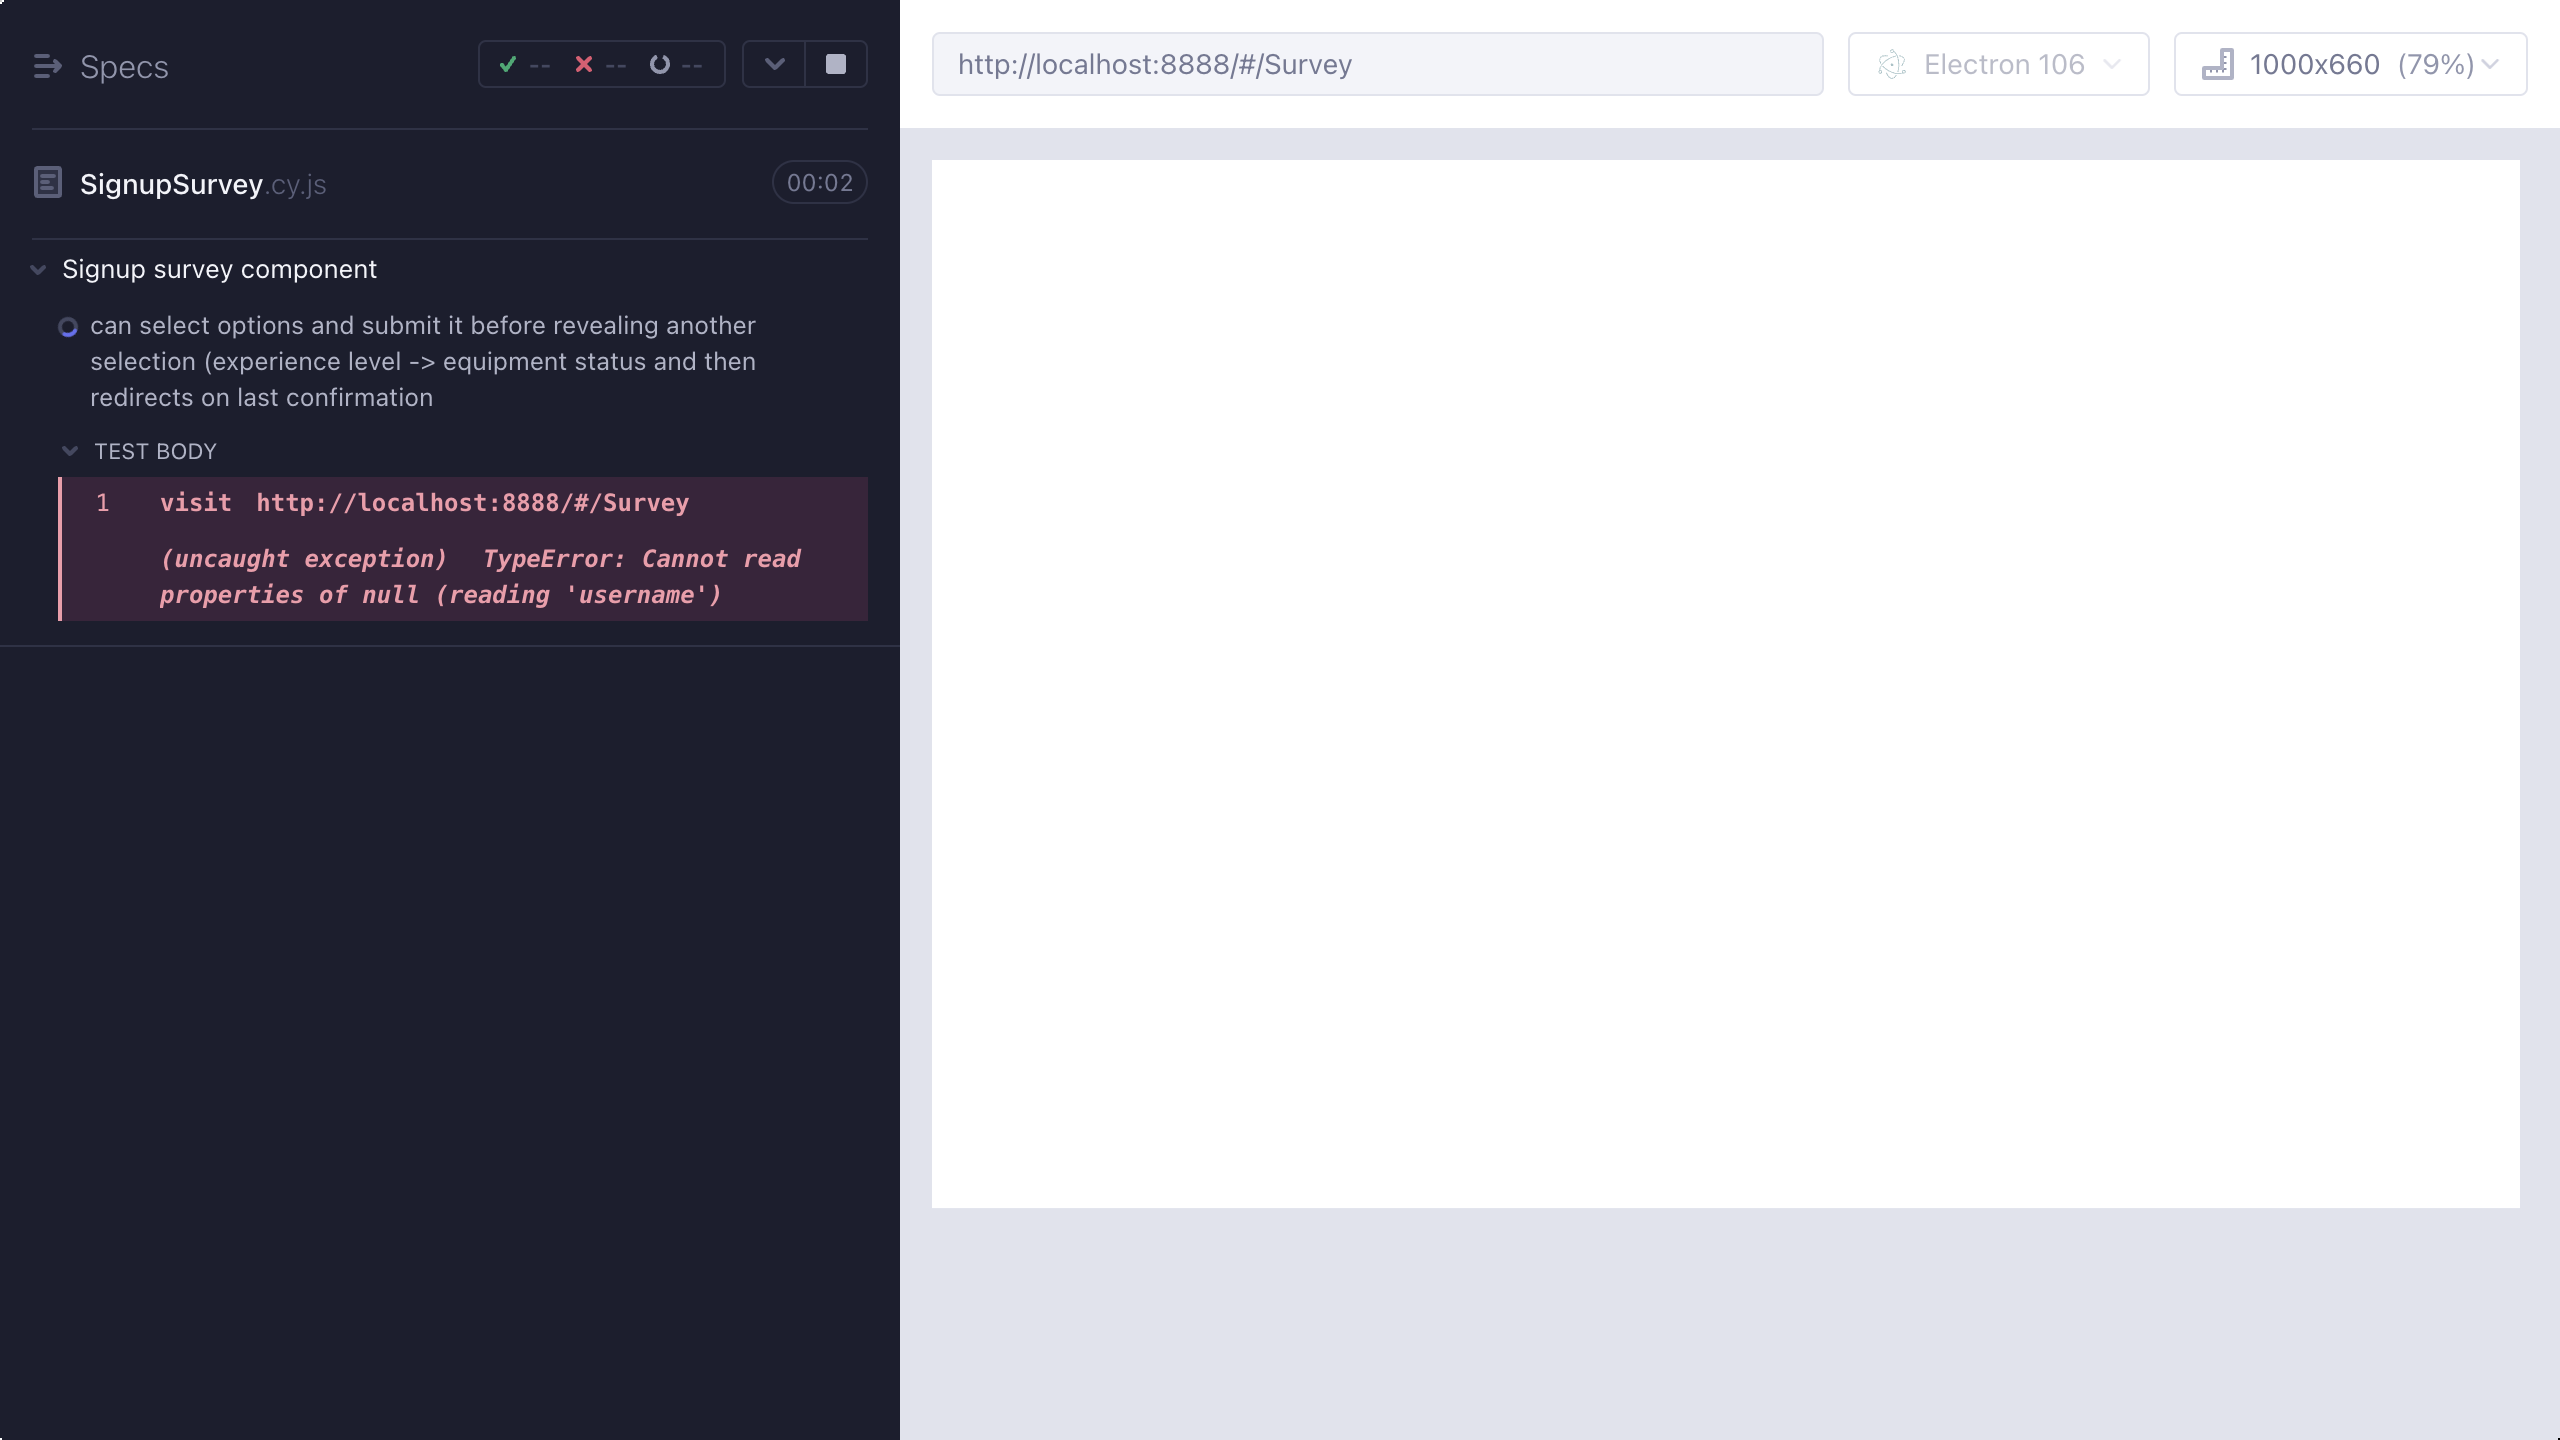 Specs
-- -- --
SignupSurvey.cy.js
00:02
Signup survey component
can select options and submit it before revealing another
selection (experience level -> equipment status and then
redirects on last confirmation
TEST BODY
1 visit http://localhost:8888/#/Survey
(uncaught exception) TypeError: Cannot read
properties of null (reading 'username')
http://localhost:8888/#/Survey
Electron 106
1000x660 (79%)